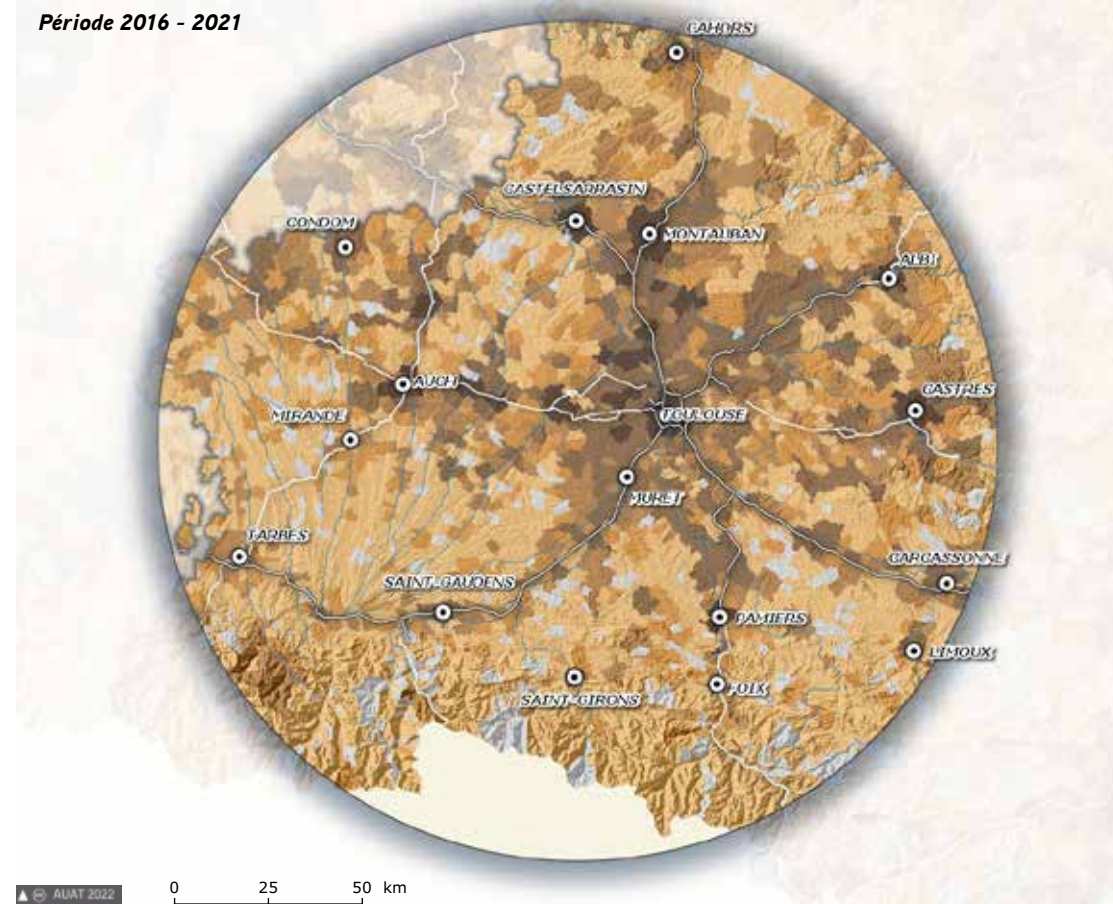 Période 2016 - 2021
CAHORS
CASTELSARRASIN
CONDOM
MONTAUBAN
ALBI
AUCH
CASTRES
MIRANDE
TOULOUSE
MURET
TARBES
CARCASSONNE
SAINT-GAUDENS
PAMIERS
LIMOUX
FOIX
SAINT-GIRONS
AUAT 2022
0 25 50 km